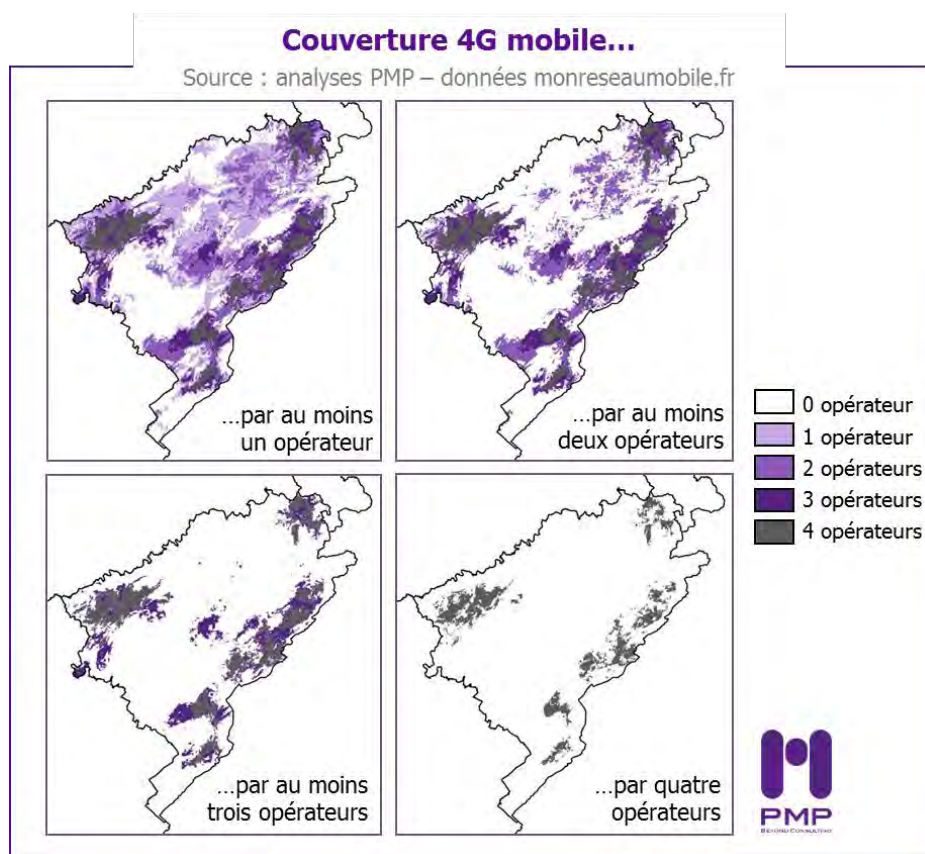 Couverture 4G mobile...
Source : analyses PMP – données monreseaumobile.fr
...par au moins
un opérateur
...par au moins
deux opérateurs
0 opérateur
1 opérateur
2 opérateurs
3 opérateurs
4 opérateurs
...par au moins
trois opérateurs
...par quatre
opérateurs
PMP
BEYOND CONSULTING